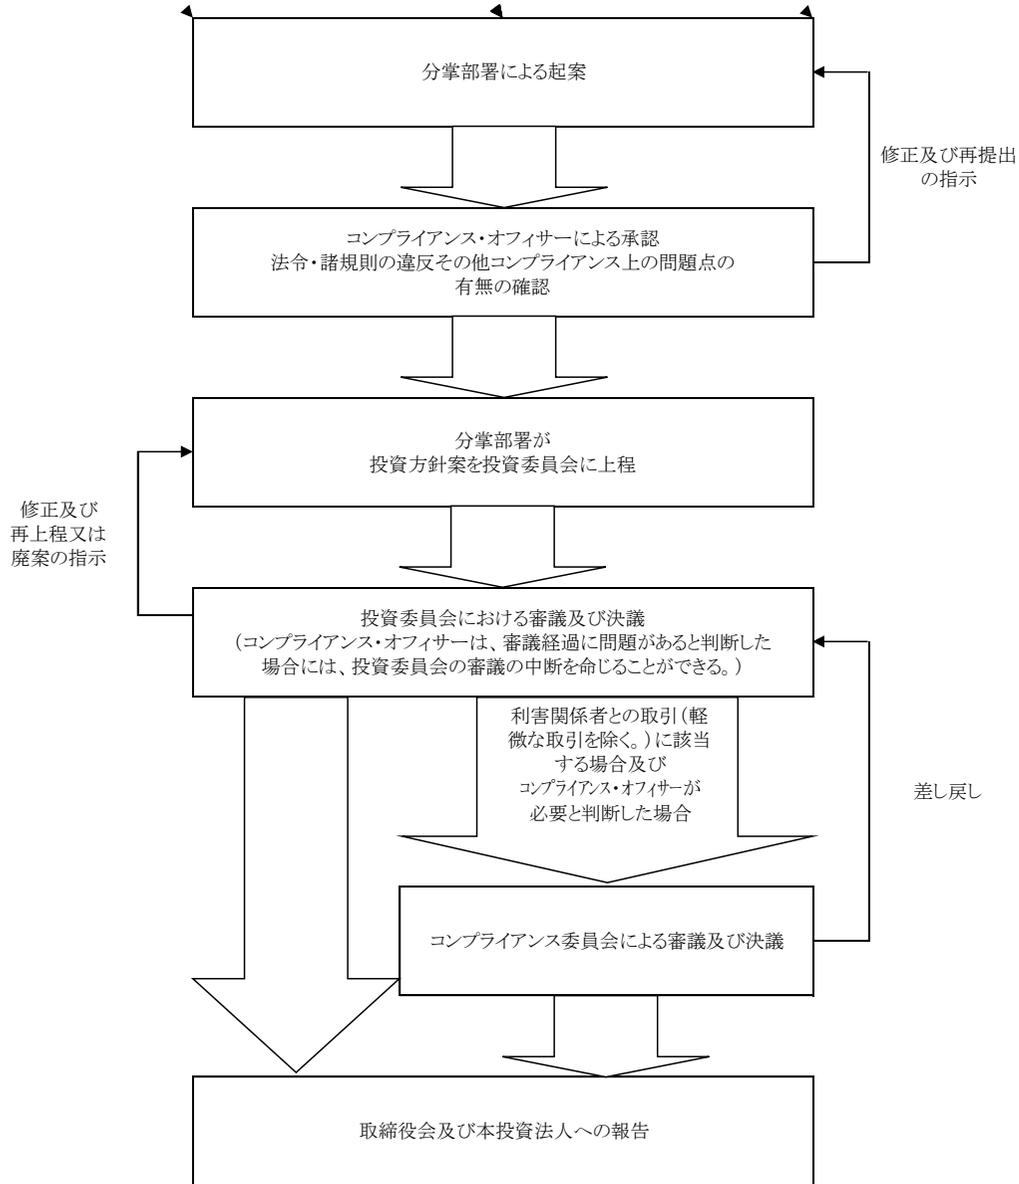 分掌部署による起案
修正及び再提出
の指示
コンプライアンス・オフィサーによる承認
法令・諸規則の違反その他コンプライアンス上の問題点の
有無の確認
分掌部署が
投資方針案を投資委員会に上程
修正及び
再上程又は
廃案の指示
投資委員会における審議及び決議
（コンプライアンス・オフィサーは、審議経過に問題があると判断した
場合には、投資委員会の審議の中断を命じることができる。）
利害関係者との取引（軽
微な取引を除く。）に該当
する場合及び
コンプライアンス・オフィサーが
必要と判断した場合
差し戻し
コンプライアンス委員会による審議及び決議
取締役会及び本投資法人への報告